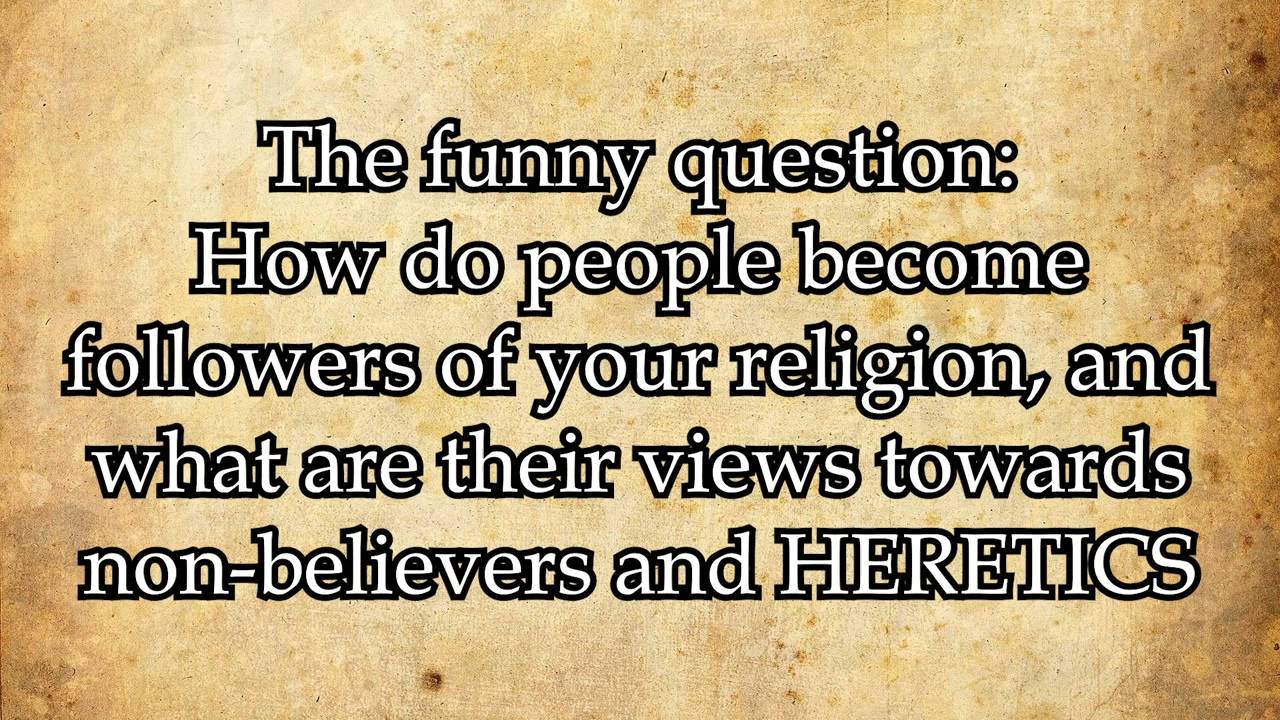 The funny question:
How do people become
followers of your religion, and
what are their views towards
non-believers and HERETICS